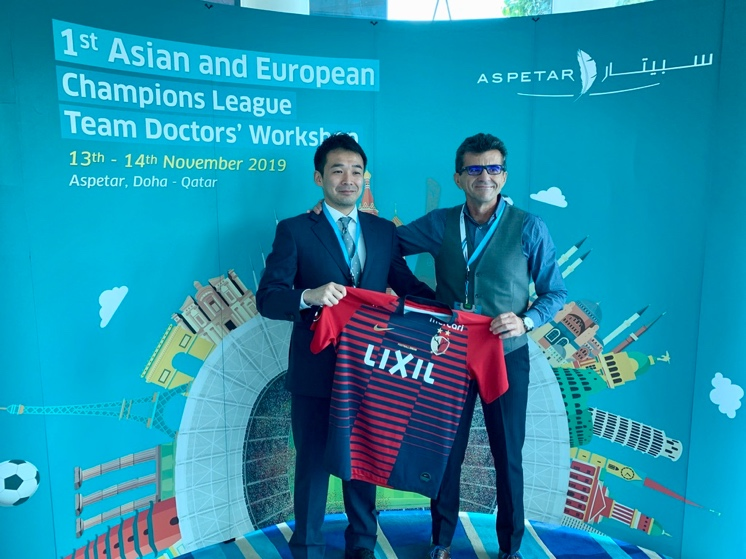 1st Asian and European
Champions League
Team Doctors' Workshop
13th - 14th November 2019
Aspetar, Doha - Qatar
ASPETAR سبيتار
mercari
LIXIL